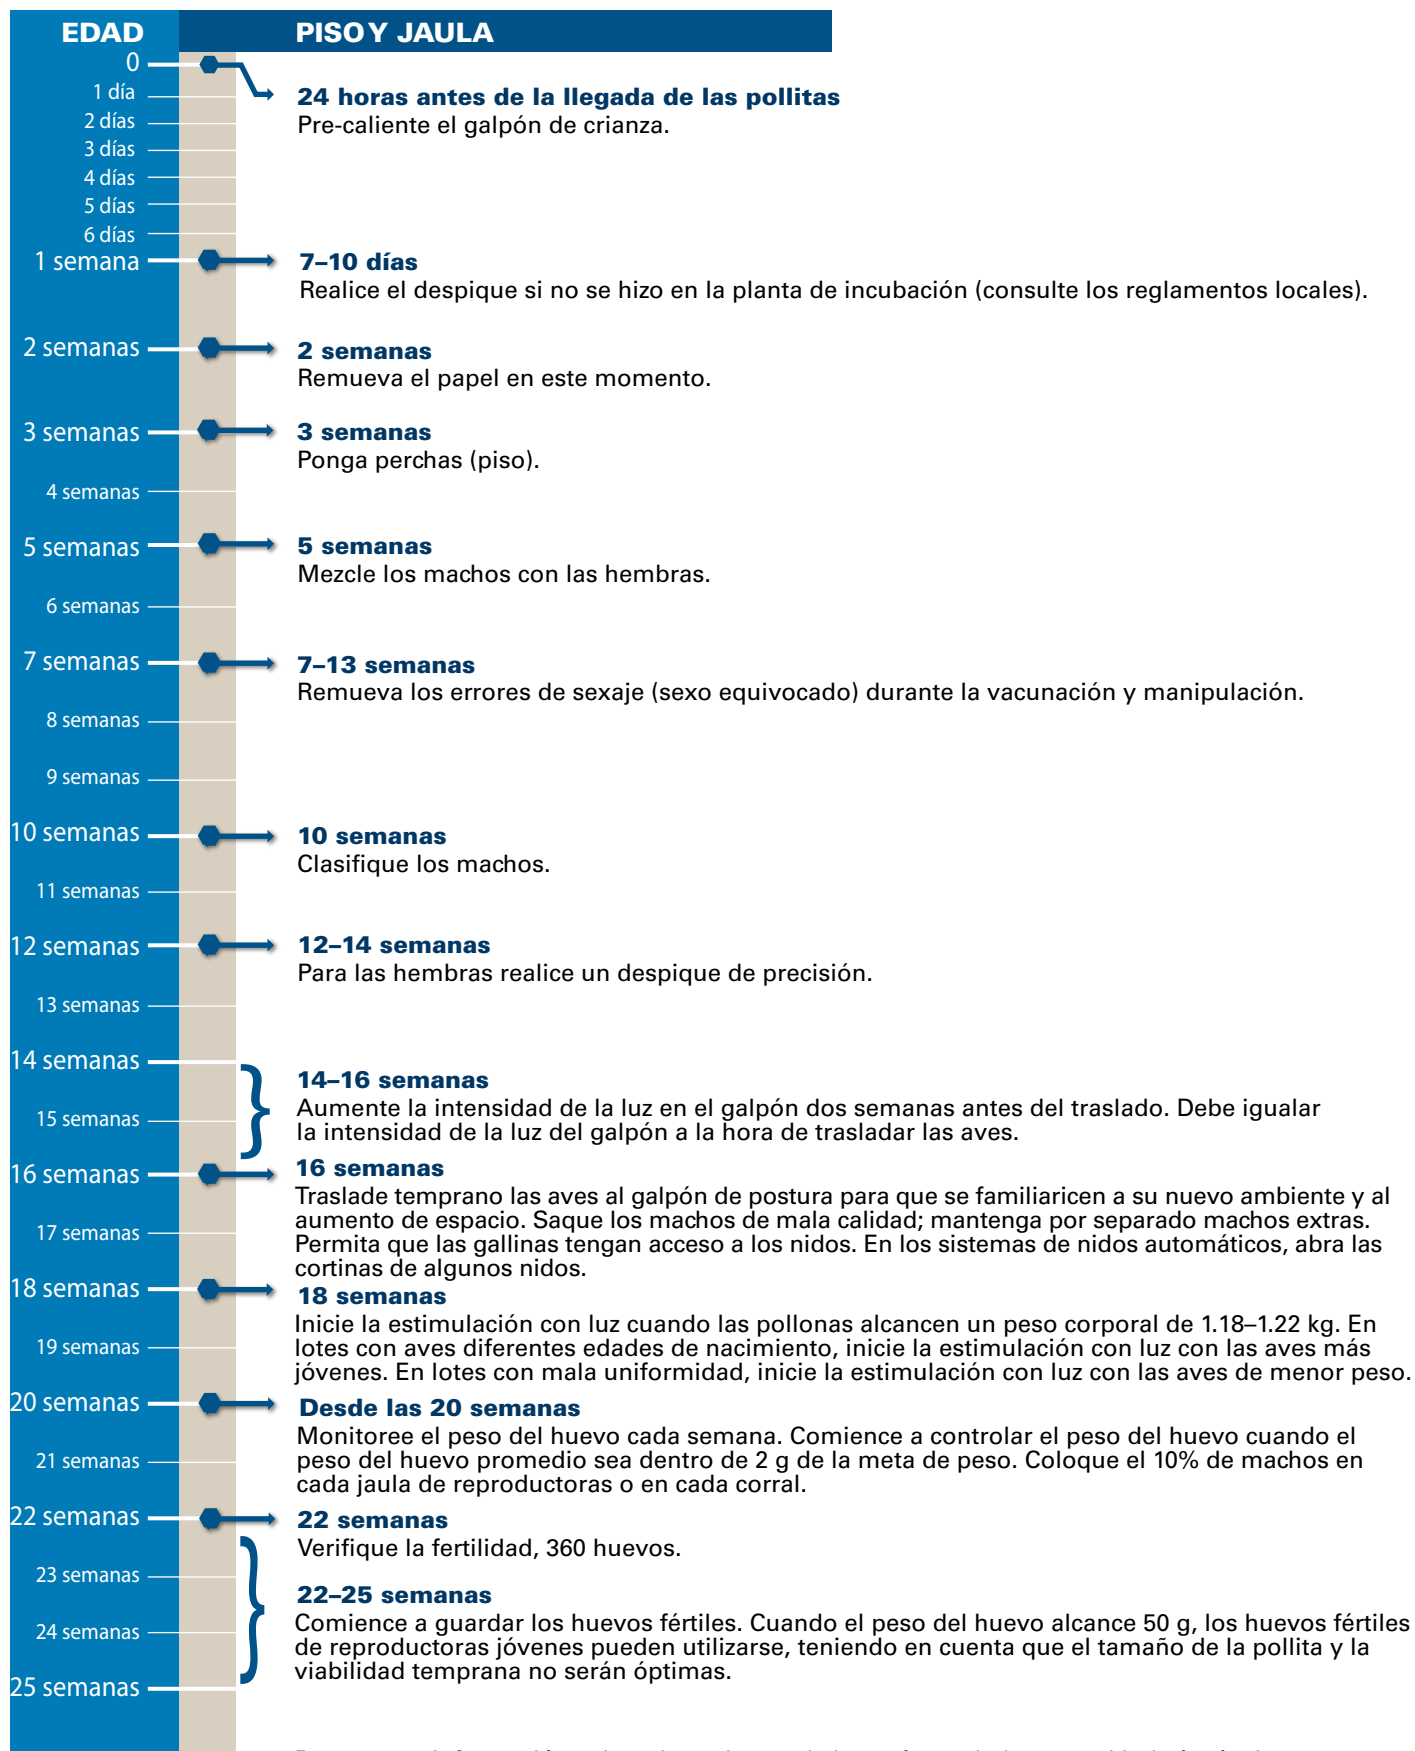 EDAD
PISO Y JAULA
0
1 día
24 horas antes de la llegada de las pollitas
Pre-caliente el galpón de crianza.
2 días
3 días
4 días
5 días
6 días
1 semana
7–10 días
Realice el despique si no se hizo en la planta de incubación (consulte los reglamentos locales).
2 semanas
2 semanas
Remueva el papel en este momento.
3 semanas
3 semanas
Ponga perchas (piso).
4 semanas
5 semanas
5 semanas
Mezcle los machos con las hembras.
6 semanas
7 semanas
7–13 semanas
Remueva los errores de sexaje (sexo equivocado) durante la vacunación y manipulación.
8 semanas
9 semanas
10 semanas
10 semanas
Clasifique los machos.
11 semanas
12 semanas
12–14 semanas
Para las hembras realice un despique de precisión.
13 semanas
14 semanas
14–16 semanas
Aumente la intensidad de la luz en el galpón dos semanas antes del traslado. Debe igualar
la intensidad de la luz del galpón a la hora de trasladar las aves.
15 semanas
16 semanas
16 semanas
Traslade temprano las aves al galpón de postura para que se familiaricen a su nuevo ambiente y al
aumento de espacio. Saque los machos de mala calidad; mantenga por separado machos extras.
Permita que las gallinas tengan acceso a los nidos. En los sistemas de nidos automáticos, abra las
cortinas de algunos nidos.
17 semanas
18 semanas
18 semanas
Inicie la estimulación con luz cuando las pollonas alcancen un peso corporal de 1.18–1.22 kg. En
lotes con aves diferentes edades de nacimiento, inicie la estimulación con luz con las aves más
jóvenes. En lotes con mala uniformidad, inicie la estimulación con luz con las aves de menor peso.
19 semanas
20 semanas
Desde las 20 semanas
Monitoree el peso del huevo cada semana. Comience a controlar el peso del huevo cuando el
peso del huevo promedio sea dentro de 2 g de la meta de peso. Coloque el 10% de machos en
cada jaula de reproductoras o en cada corral.
21 semanas
22 semanas
22 semanas
Verifique la fertilidad, 360 huevos.
23 semanas
22–25 semanas
Comience a guardar los huevos fértiles. Cuando el peso del huevo alcance 50 g, los huevos fértiles
de reproductoras jóvenes pueden utilizarse, teniendo en cuenta que el tamaño de la pollita y la
viabilidad temprana no serán óptimas.
24 semanas
25 semanas